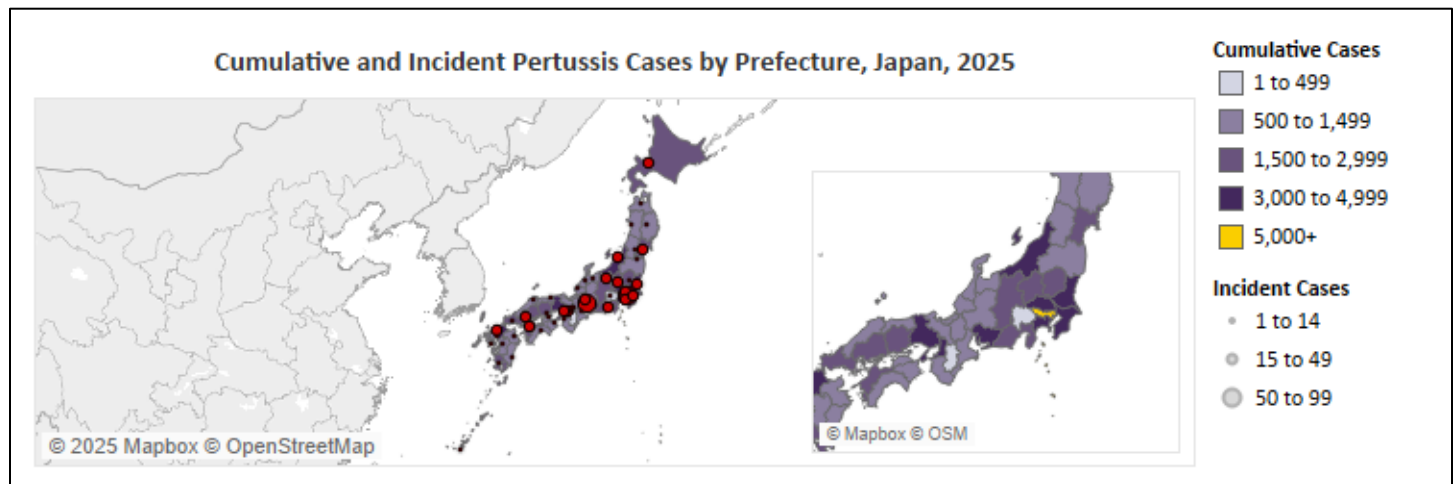 Cumulative and Incident Pertussis Cases by Prefecture, Japan, 2025
© 2025 Mapbox © OpenStreetMap
© Mapbox © OSM
Cumulative Cases
1 to 499
500 to 1,499
1,500 to 2,999
3,000 to 4,999
5,000+
Incident Cases
1 to 14
15 to 49
50 to 99